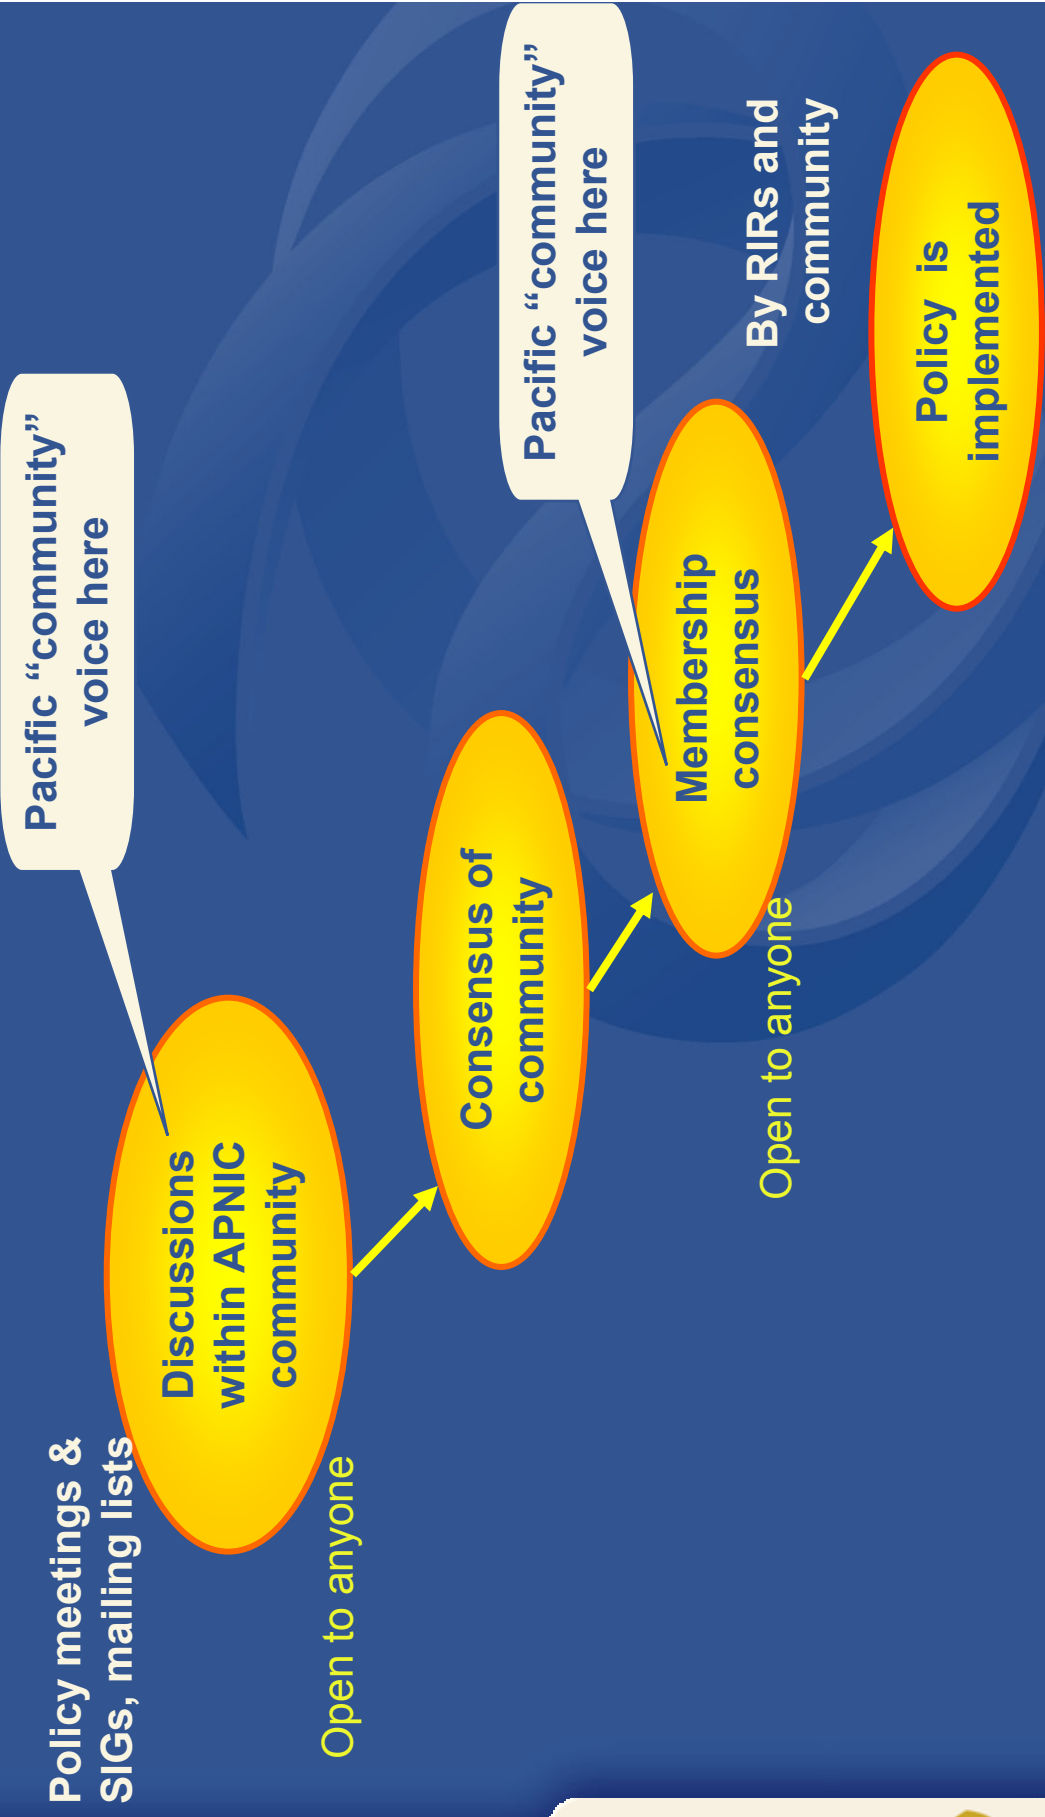 Policy meetings &
SIGs, mailing lists
Pacific “community”
voice here
Discussions
within APNIC
community
Open to anyone
Consensus of
community
Pacific “community”
voice here
Membership
consensus
Open to anyone
By RIRs and
community
Policy is
implemented